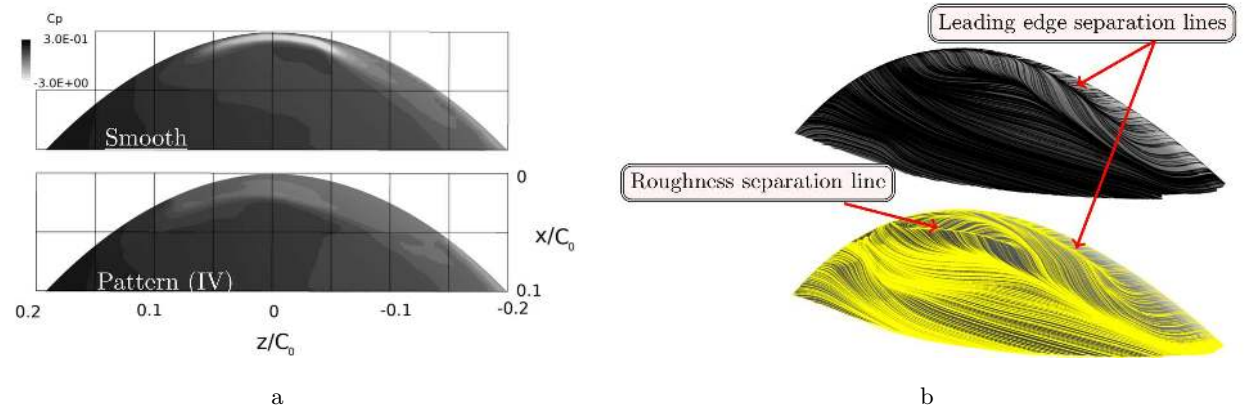 Cp
3.0E-01
-3.0E+00
Smooth
0
x/C₀
Pattern (IV)
0.1
0.2 0.1 0 -0.1 -0.2
z/C₀
a
Leading edge separation lines
Roughness separation line
b